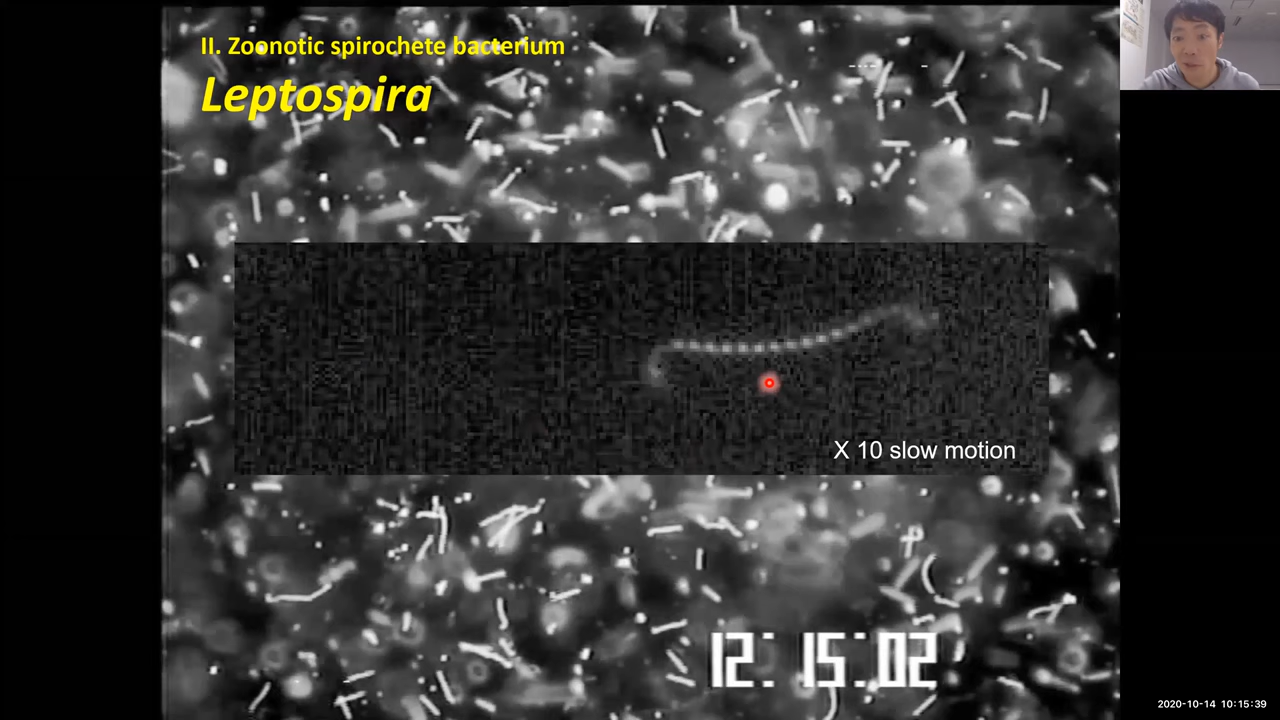 II. Zoonotic spirochete bacterium
Leptospira
X 10 slow motion
12: 15:02
2020-10-14 10:15:39